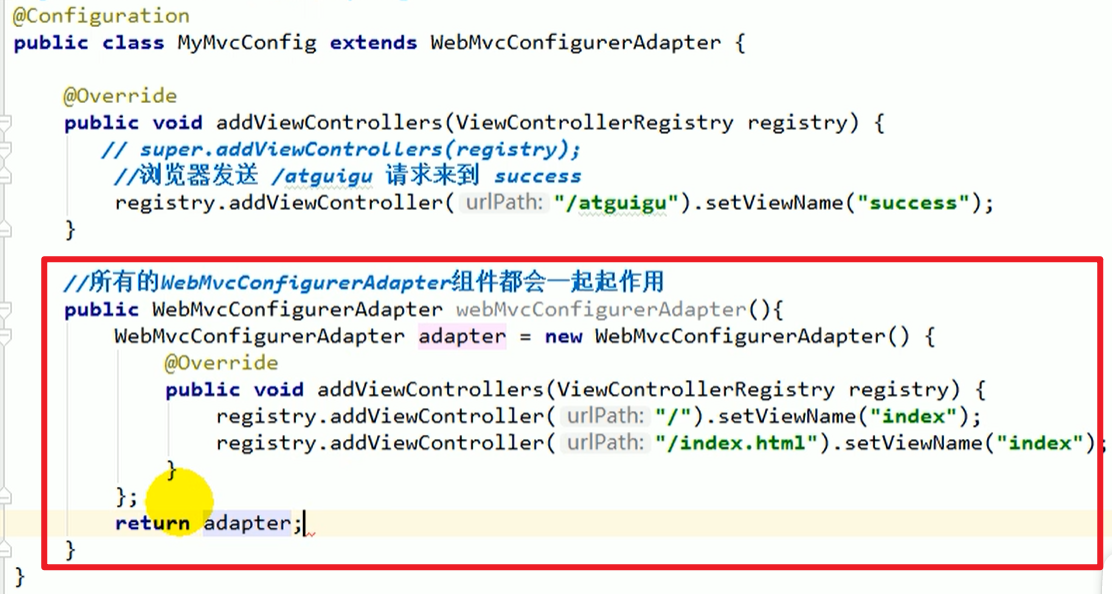 @Configuration
public class MyMvcConfig extends WebMvcConfigurerAdapter {
@Override
public void addViewControllers(ViewControllerRegistry registry) {
// super.addViewControllers(registry);
//浏览器发送 /atguigu 请求来到 success
registry.addViewController( urlPath: "/atguigu").setViewName("success");
}
//所有的WebMvcConfigurerAdapter组件都会一起起作用
public WebMvcConfigurerAdapter webMvcConfigurerAdapter(){
WebMvcConfigurerAdapter adapter = new WebMvcConfigurerAdapter() {
@Override
public void addViewControllers(ViewControllerRegistry registry) {
registry.addViewController( urlPath: "/").setViewName("index");
registry.addViewController( urlPath: "/index.html").setViewName("index");
}
};
return adapter;
}
}